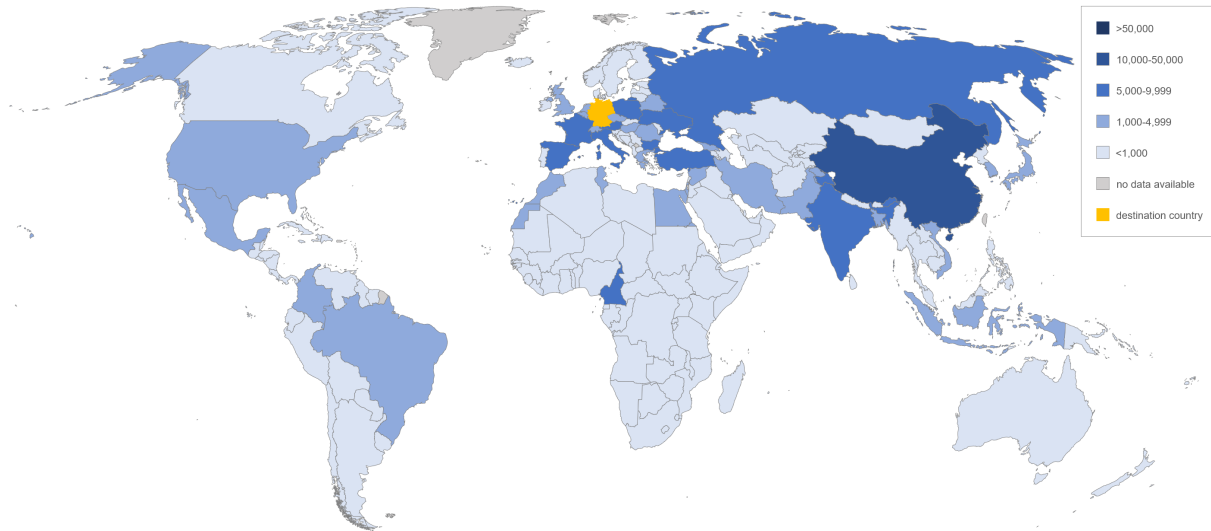 >50,000
10,000-50,000
5,000-9,999
1,000-4,999
<1,000
no data available
destination country